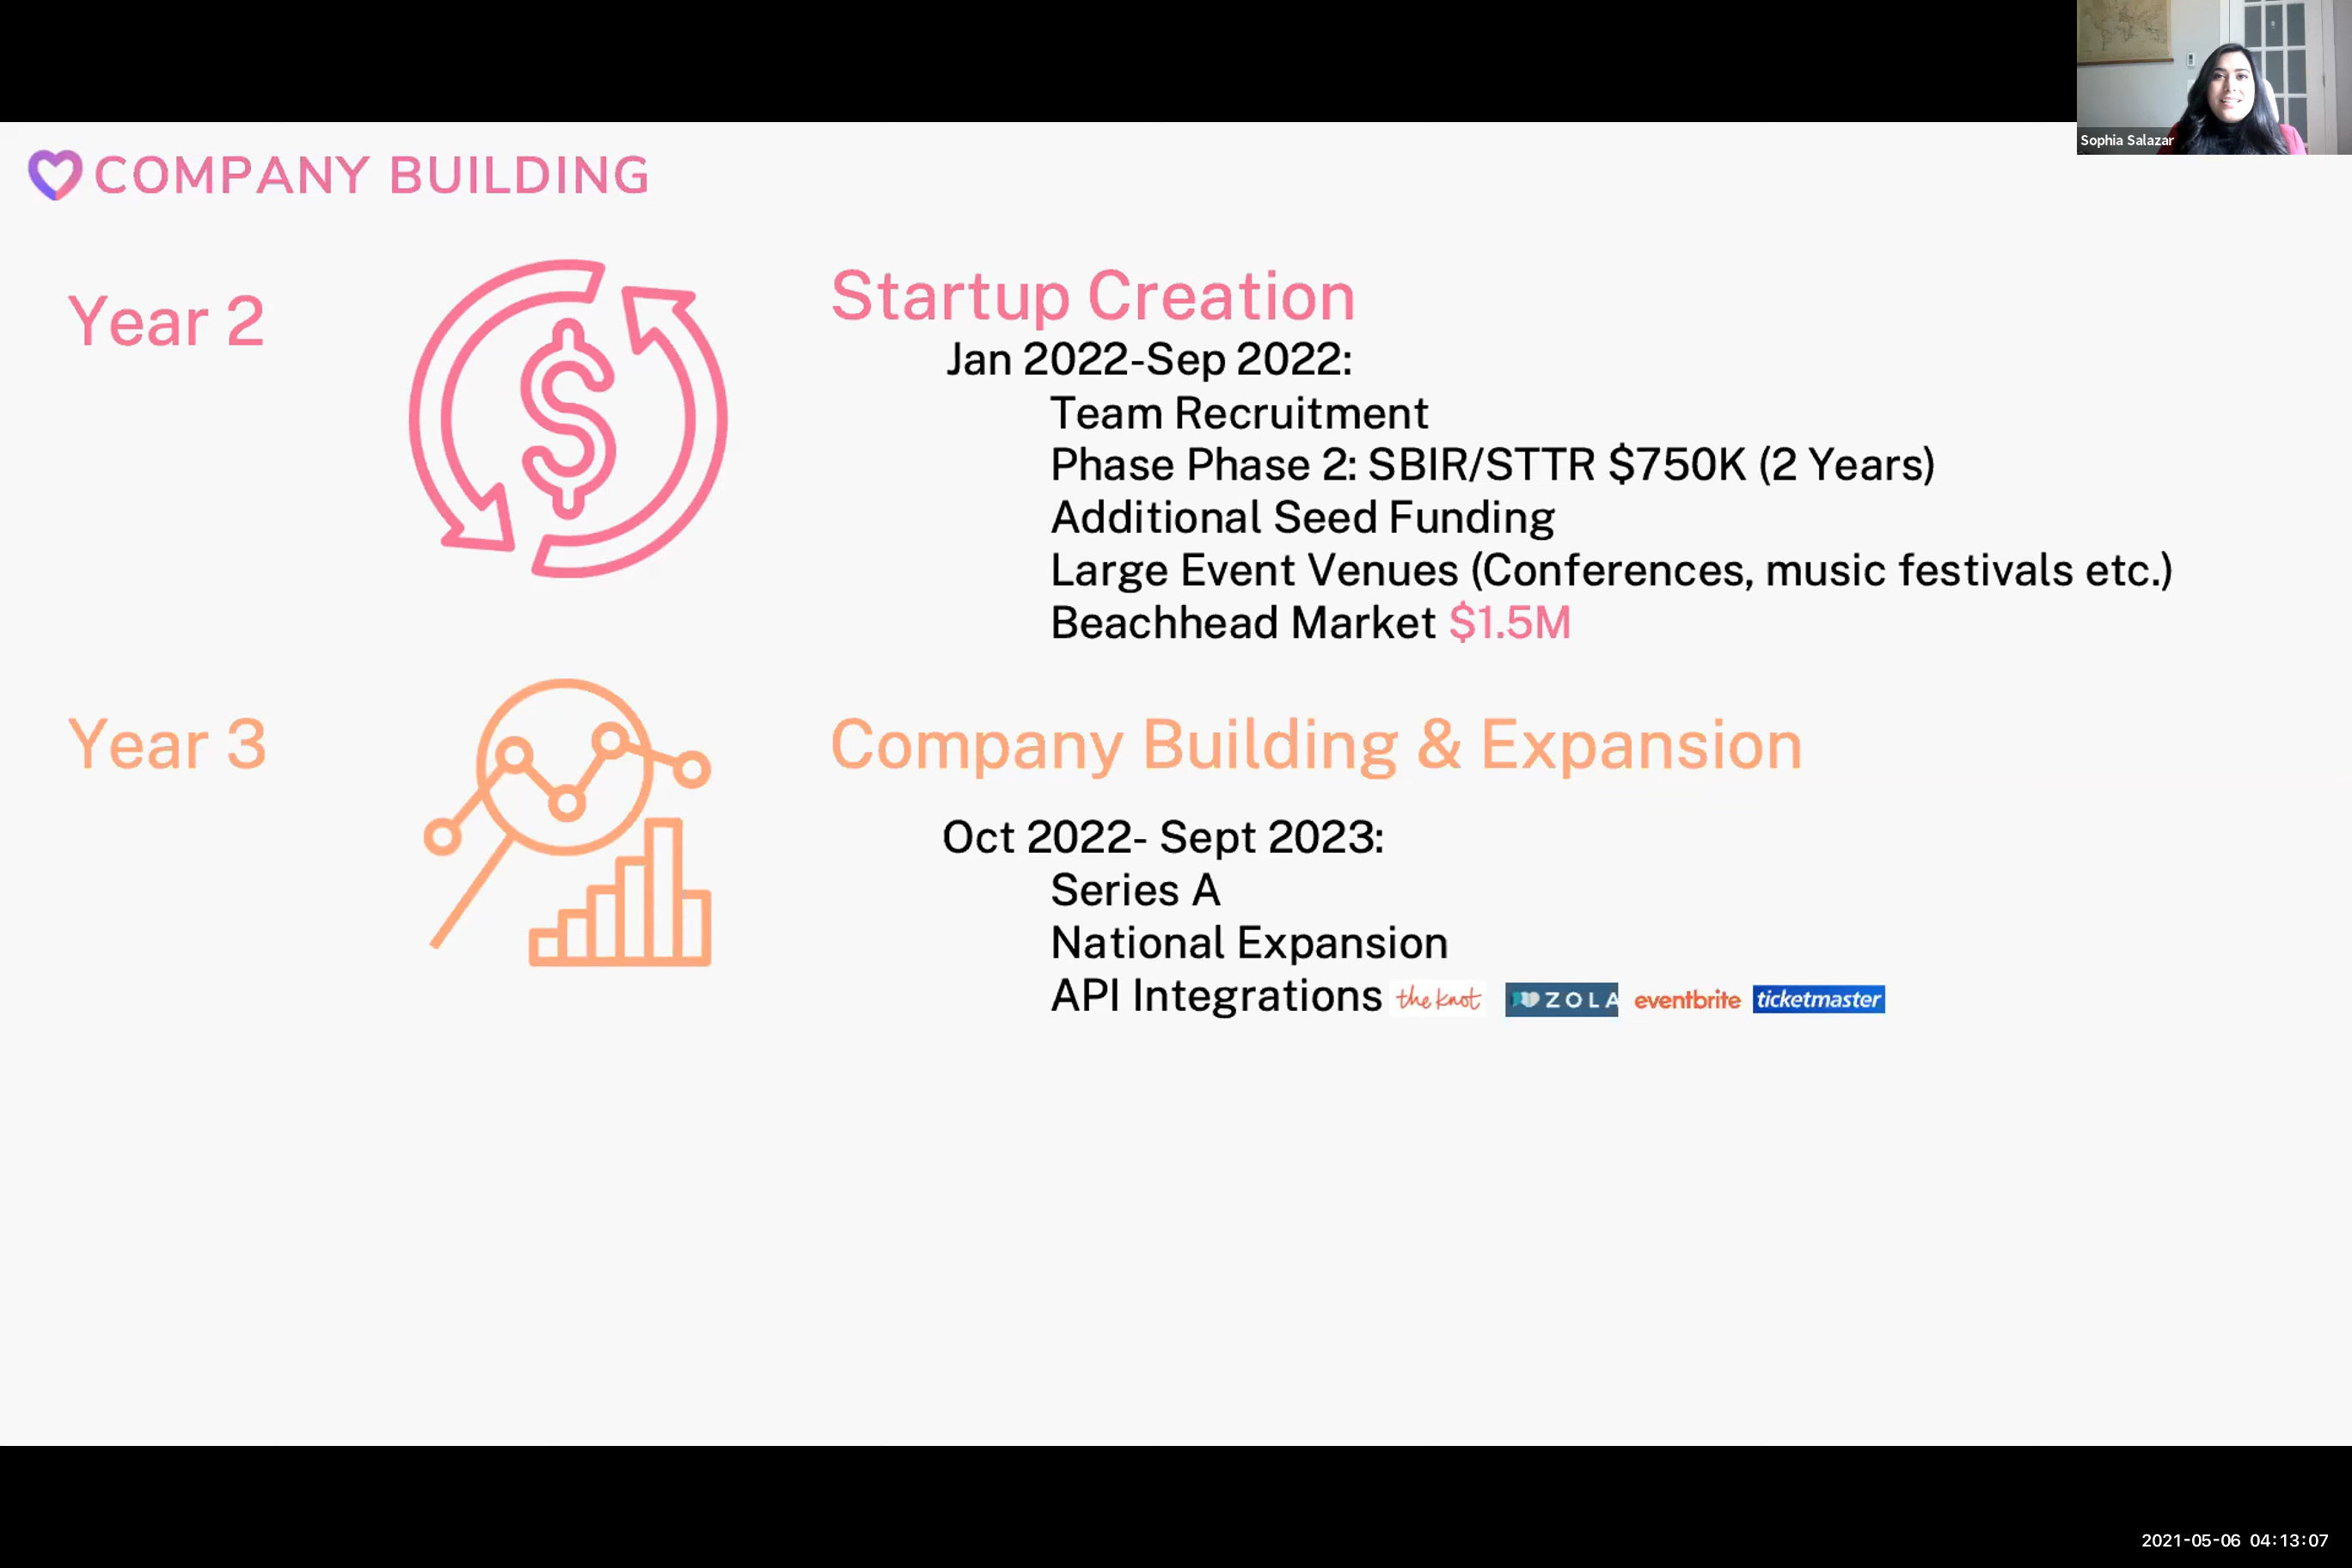 Sophia Salazar
COMPANY BUILDING
Year 2
Startup Creation
Jan 2022-Sep 2022:
Team Recruitment
Phase Phase 2: SBIR/STTR $750K (2 Years)
Additional Seed Funding
Large Event Venues (Conferences, music festivals etc.)
Beachhead Market $1.5M
Year 3
Company Building & Expansion
Oct 2022- Sept 2023:
Series A
National Expansion
API Integrations the knot ZOLA eventbrite ticketmaster
2021-05-06 04:13:07